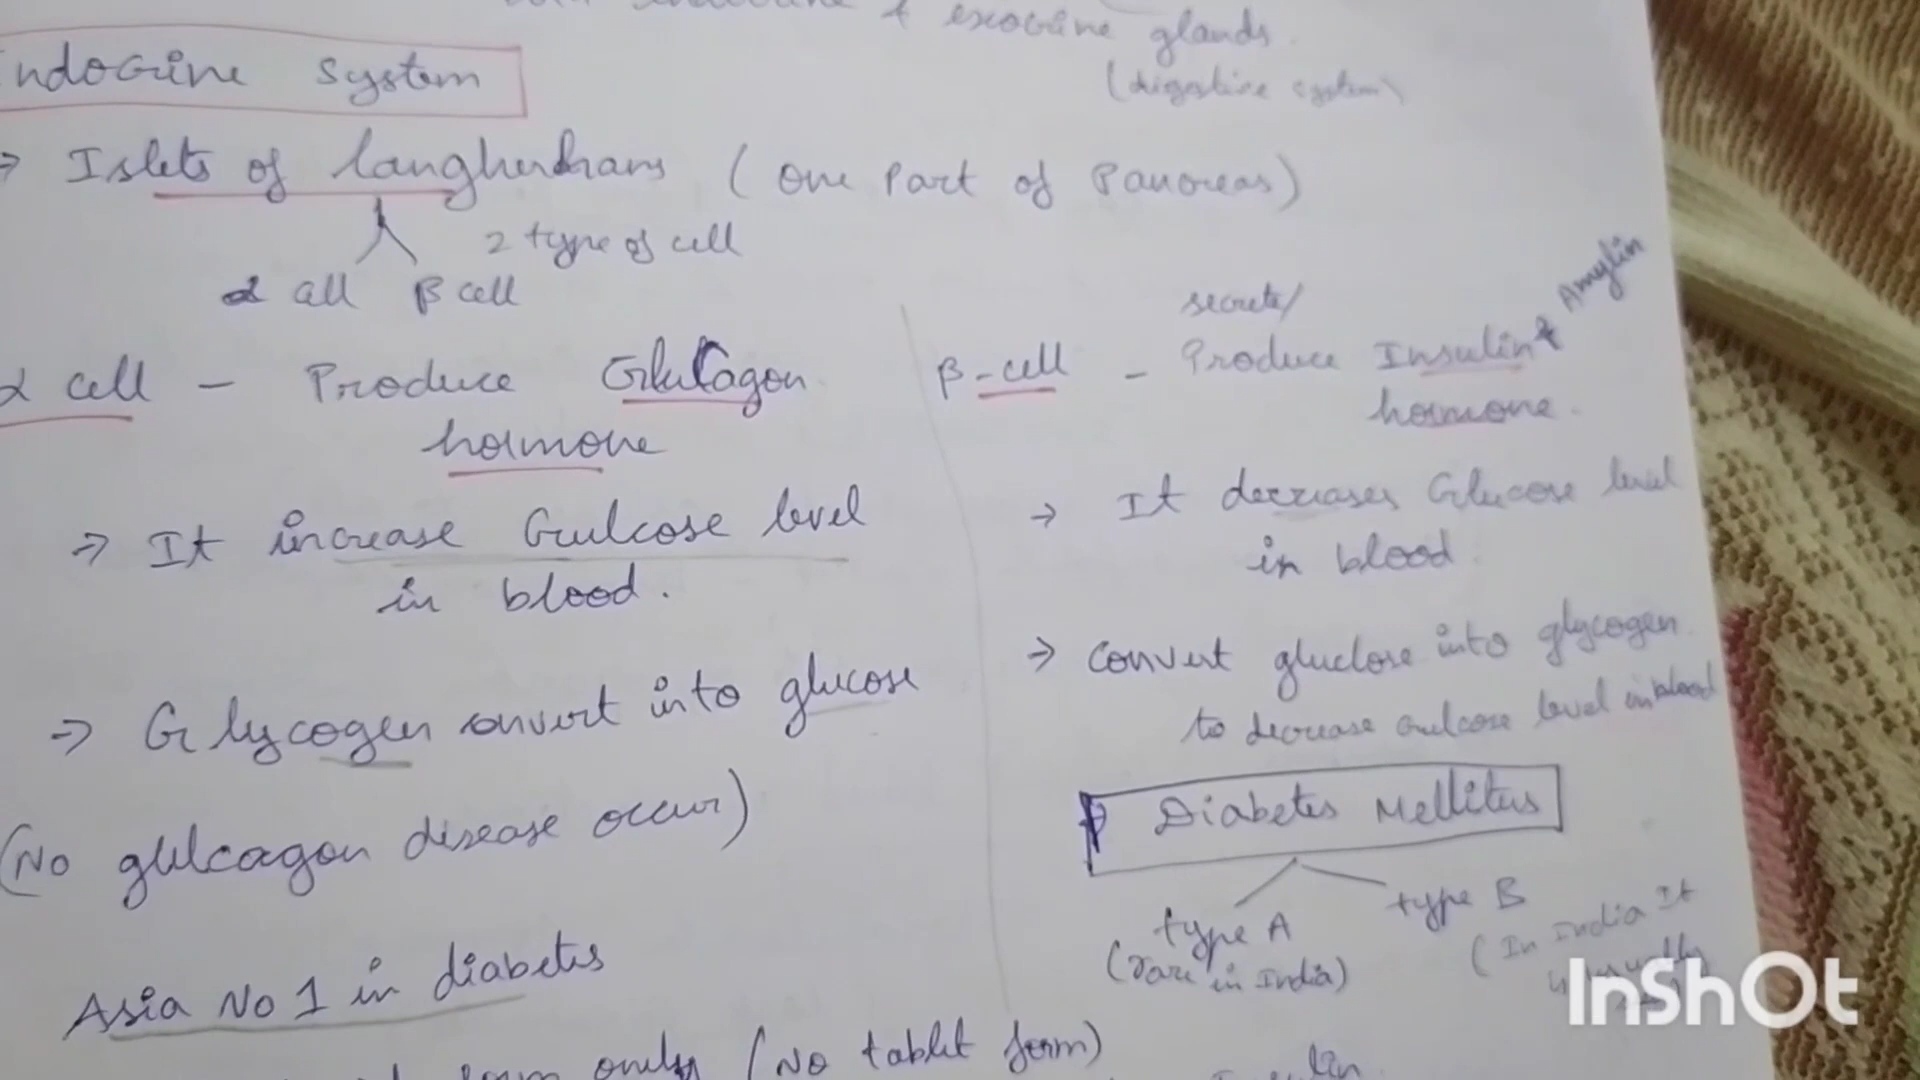 endocrine & exocrine glands.
(digestive system)
ndocrine system
→ Islets of langherhans (one part of Pancreas)
2 type of cell
α cell β cell
α cell - Produce Glucagon
hormone
⇒ It increase Gulcose level
in blood.
⇒ Glycogen convert into glucose
(No glulcagon disease occur)
Asia No 1 in diabetes
form only (No tablet form)
secrete/
β-cell - Produce Insulin & Amylin
hormone.
→ It decreases Glucose level
in blood.
→ convert gluclose into glycogen
to decrease Gulcose level in blood
Diabetes Mellitus
type A type B
(rare in India) (In India It
InShOt